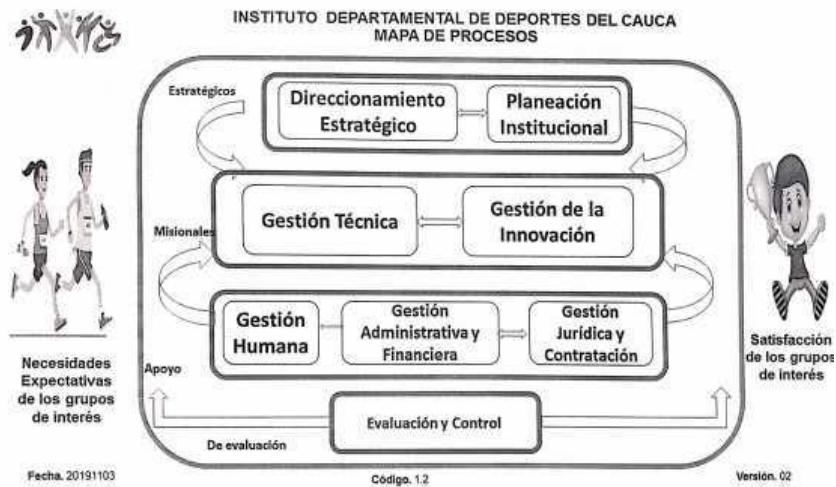 INSTITUTO DEPARTAMENTAL DE DEPORTES DEL CAUCA
MAPA DE PROCESOS
Estratégicos
Direccionamiento
Estratégico
Planeación
Institucional
Misionales
Gestión Técnica
Gestión de la
Innovación
Apoyo
Gestión
Humana
Gestión
Administrativa y
Financiera
Gestión
Jurídica y
Contratación
Necesidades
Expectativas
de los grupos
de interés
Satisfacción
de los grupos
de interés
Evaluación y Control
De evaluación
Fecha. 20191103
Código. 1.2
Versión. 02